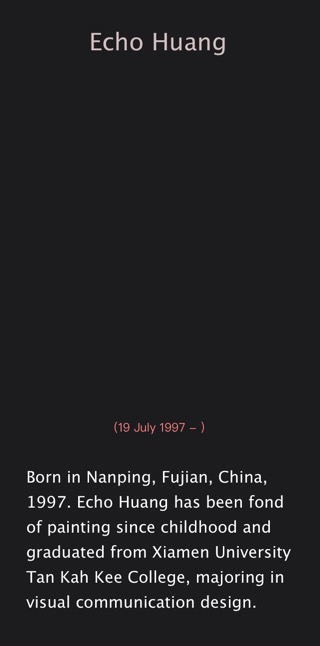 Echo Huang
(19 July 1997 – )
Born in Nanping, Fujian, China,
1997. Echo Huang has been fond
of painting since childhood and
graduated from Xiamen University
Tan Kah Kee College, majoring in
visual communication design.